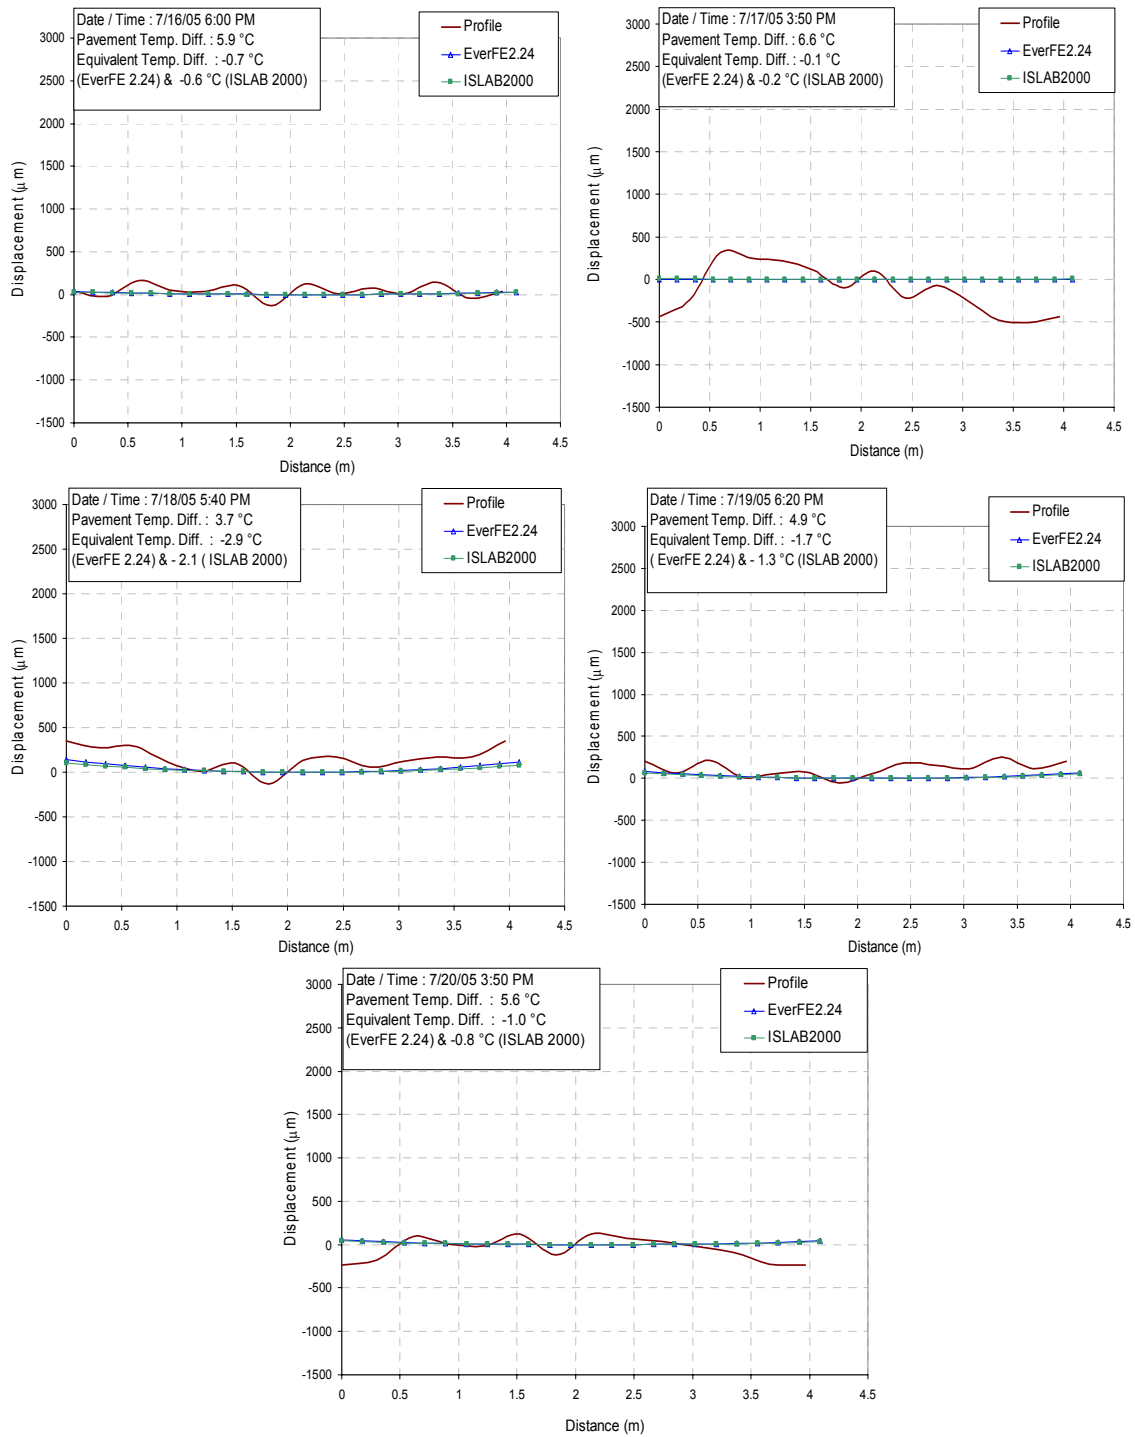 Date / Time : 7/16/05 6:00 PM
Pavement Temp. Diff. : 5.9 °C
Equivalent Temp. Diff. : -0.7 °C
(EverFE 2.24) & -0.6 °C (ISLAB 2000)
Profile
EverFE2.24
ISLAB2000
3000
2500
2000
1500
1000
500
0
-500
-1000
-1500
Displacement (μm)
0 0.5 1 1.5 2 2.5 3 3.5 4 4.5
Distance (m)
Date / Time : 7/17/05 3:50 PM
Pavement Temp. Diff. : 6.6 °C
Equivalent Temp. Diff. : -0.1 °C
(EverFE 2.24) & -0.2 °C (ISLAB 2000)
Profile
EverFE2.24
ISLAB2000
3000
2500
2000
1500
1000
500
0
-500
-1000
-1500
Displacement (μm)
0 0.5 1 1.5 2 2.5 3 3.5 4 4.5
Distance (m)
Date / Time : 7/18/05 5:40 PM
Pavement Temp. Diff. : 3.7 °C
Equivalent Temp. Diff. : -2.9 °C
(EverFE 2.24) & - 2.1 ( ISLAB 2000)
Profile
EverFE2.24
ISLAB2000
3000
2500
2000
1500
1000
500
0
-500
-1000
-1500
Displacement (μm)
0 0.5 1 1.5 2 2.5 3 3.5 4 4.5
Distance (m)
Date / Time : 7/19/05 6:20 PM
Pavement Temp. Diff. : 4.9 °C
Equivalent Temp. Diff. : -1.7 °C
( EverFE 2.24) & - 1.3 °C (ISLAB 2000)
Profile
EverFE2.24
ISLAB2000
3000
2500
2000
1500
1000
500
0
-500
-1000
-1500
Displacement (μm)
0 0.5 1 1.5 2 2.5 3 3.5 4 4.5
Distance (m)
Date / Time : 7/20/05 3:50 PM
Pavement Temp. Diff. : 5.6 °C
Equivalent Temp. Diff. : -1.0 °C
(EverFE 2.24) & -0.8 °C (ISLAB 2000)
Profile
EverFE2.24
ISLAB2000
3000
2500
2000
1500
1000
500
0
-500
-1000
-1500
Displacement (μm)
0 0.5 1 1.5 2 2.5 3 3.5 4 4.5
Distance (m)